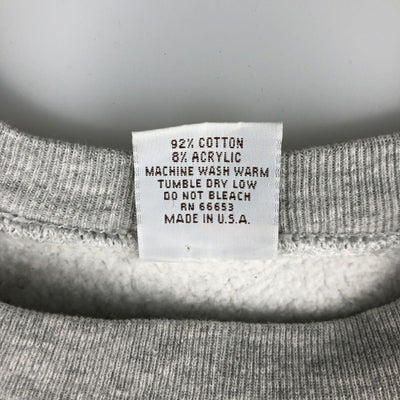 92% COTTON
8% ACRYLIC
MACHINE WASH WARM
TUMBLE DRY LOW
DO NOT BLEACH
RN 66653
MADE IN U.S.A.